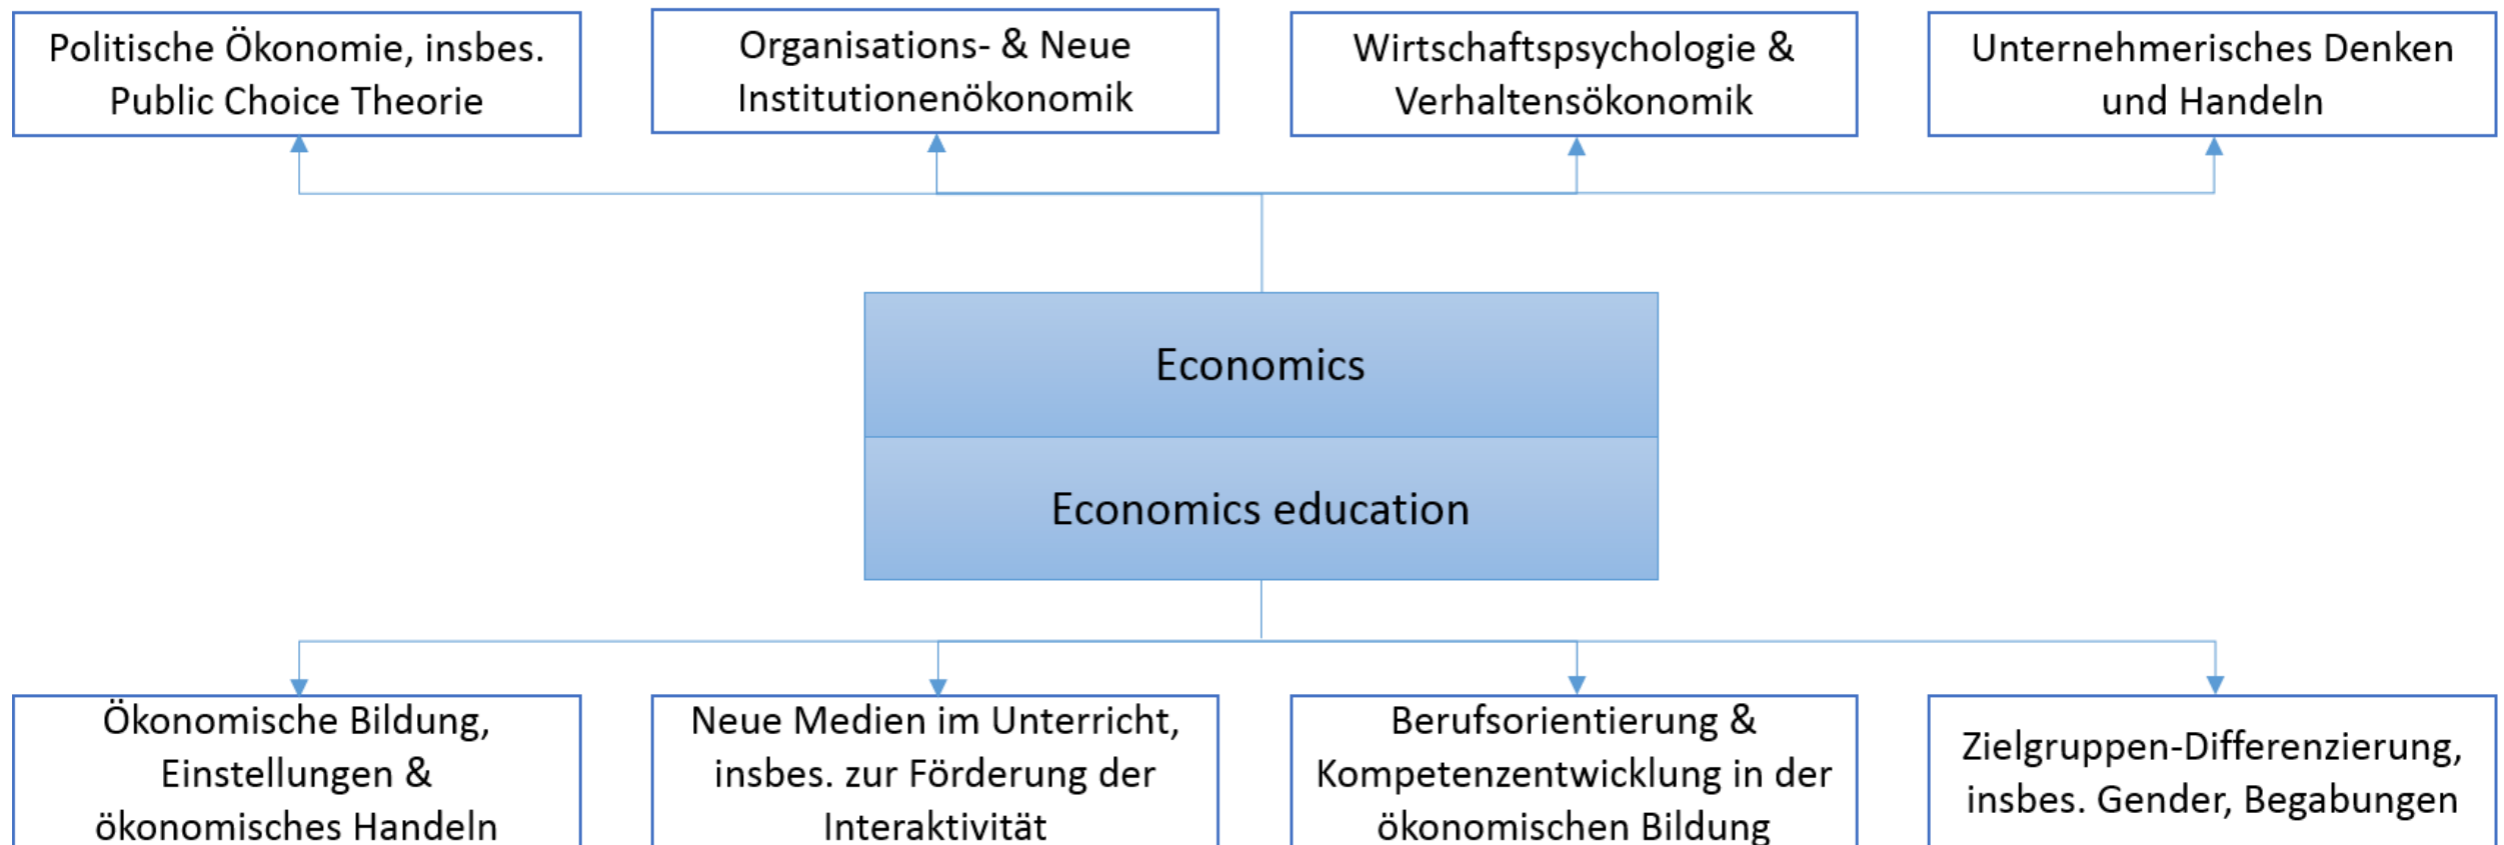 Politische Ökonomie, insbes.
Public Choice Theorie
Organisations- & Neue
Institutionenökonomik
Wirtschaftspsychologie &
Verhaltensökonomik
Unternehmerisches Denken
und Handeln
Economics
Economics education
Ökonomische Bildung,
Einstellungen &
ökonomisches Handeln
Neue Medien im Unterricht,
insbes. zur Förderung der
Interaktivität
Berufsorientierung &
Kompetenzentwicklung in der
ökonomischen Bildung
Zielgruppen-Differenzierung,
insbes. Gender, Begabungen